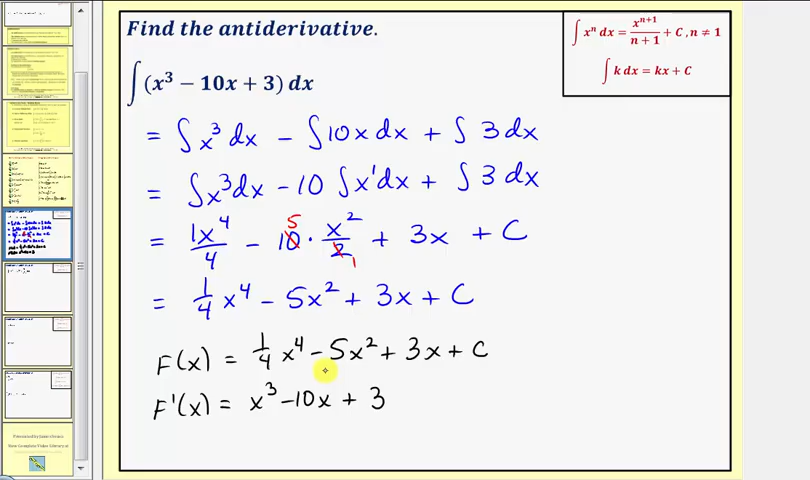 Find the antiderivative.
∫ xⁿ dx = xⁿ⁺¹/(n + 1) + C, n ≠ 1
∫ k dx = kx + C
∫(x³ − 10x + 3) dx
= ∫x³ dx − ∫10x dx + ∫ 3 dx
= ∫x³dx − 10 ∫x¹dx + ∫ 3 dx
= 1x⁴/4 − 10 5 · x²/2 1 + 3x + C
= 1/4 x⁴ − 5x² + 3x + C
F(x) = 1/4 x⁴ − 5x² + 3x + C
F'(x) = x³ − 10x + 3